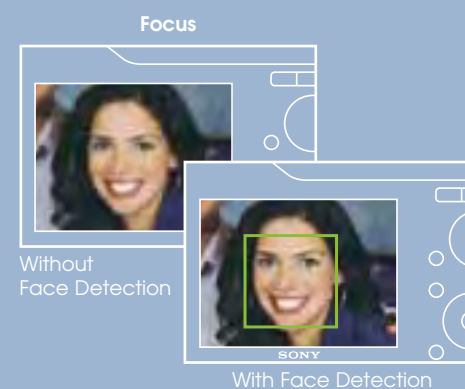 Focus
Without
Face Detection
SONY
With Face Detection